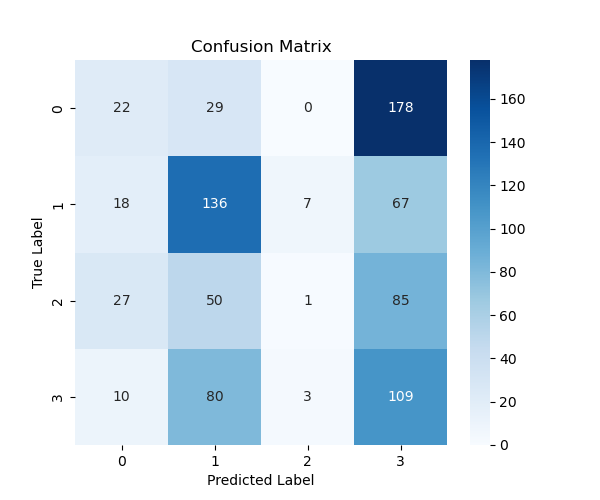 Confusion Matrix
True Label
0 22 29 0 178
1 18 136 7 67
2 27 50 1 85
3 10 80 3 109
0 1 2 3
Predicted Label
160
140
120
100
80
60
40
20
0